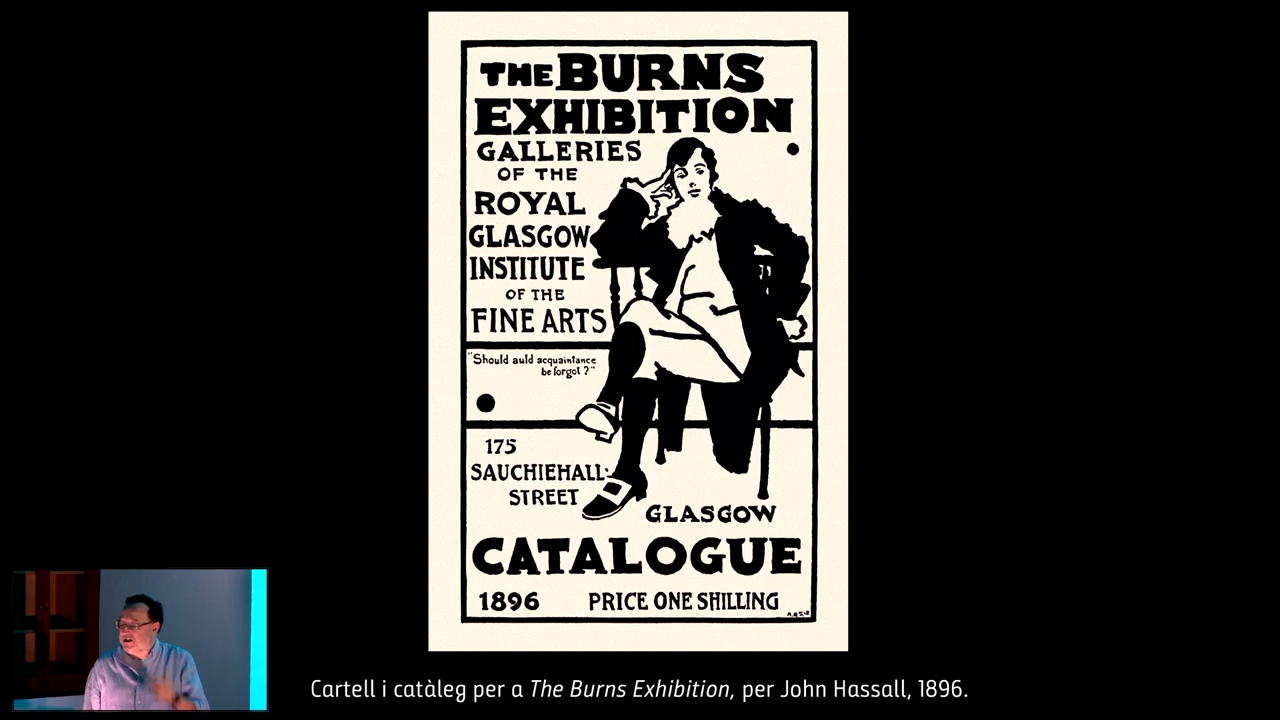 THE BURNS
EXHIBITION
GALLERIES
OF THE
ROYAL
GLASGOW
INSTITUTE
OF THE
FINE ARTS
"Should auld acquaintance
be forgot?"
175
SAUCHIEHALL
STREET
GLASGOW
CATALOGUE
1896 PRICE ONE SHILLING
Cartell i catàleg per a The Burns Exhibition, per John Hassall, 1896.